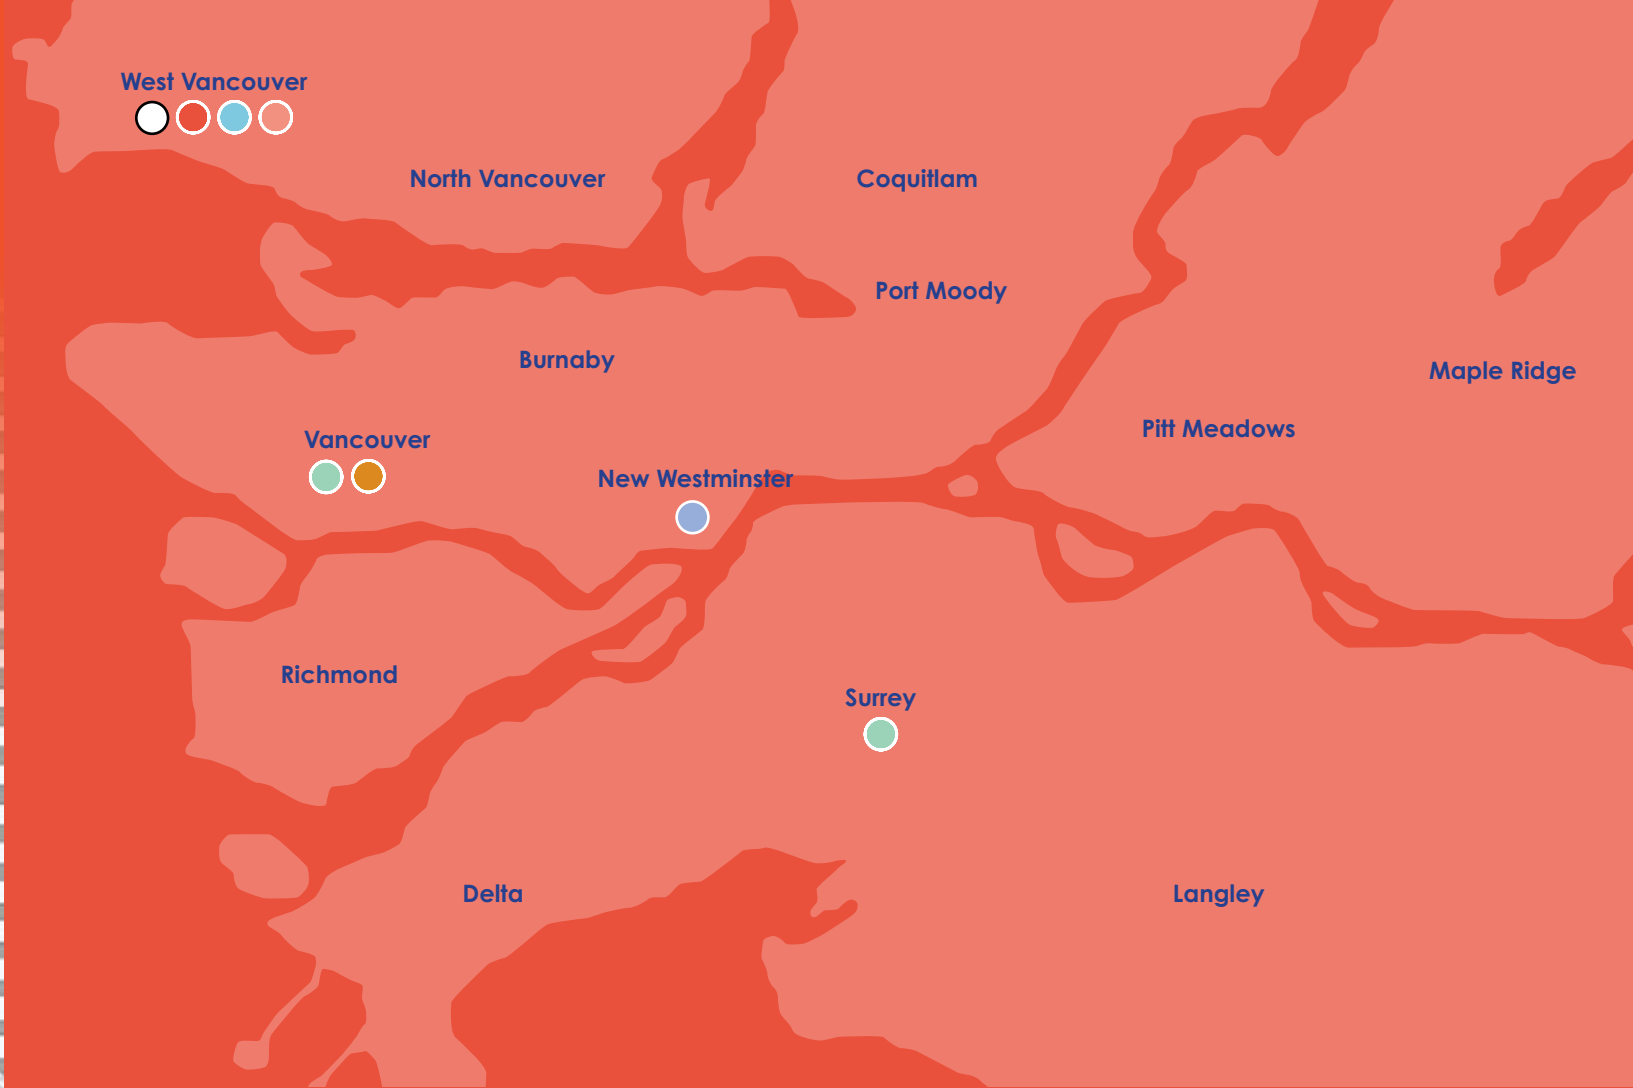 West Vancouver
North Vancouver
Coquitlam
Port Moody
Burnaby
Maple Ridge
Pitt Meadows
Vancouver
New Westminster
Richmond
Surrey
Delta
Langley